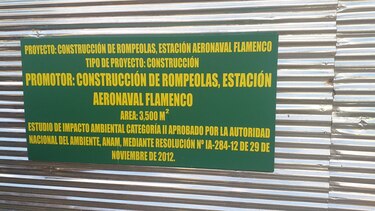 PROYECTO: CONSTRUCCIÓN DE ROMPEOLAS, ESTACIÓN AERONAVAL FLAMENCO
TIPO DE PROYECTO: CONSTRUCCIÓN
PROMOTOR: CONSTRUCCIÓN DE ROMPEOLAS, ESTACIÓN
AERONAVAL FLAMENCO
AREA: 3,500 M²
ESTUDIO DE IMPACTO AMBIENTAL CATEGORÍA II APROBADO POR LA AUTORIDAD
NACIONAL DEL AMBIENTE, ANAM, MEDIANTE RESOLUCIÓN Nº IA-284-12 DE 29 DE
NOVIEMBRE DE 2012.